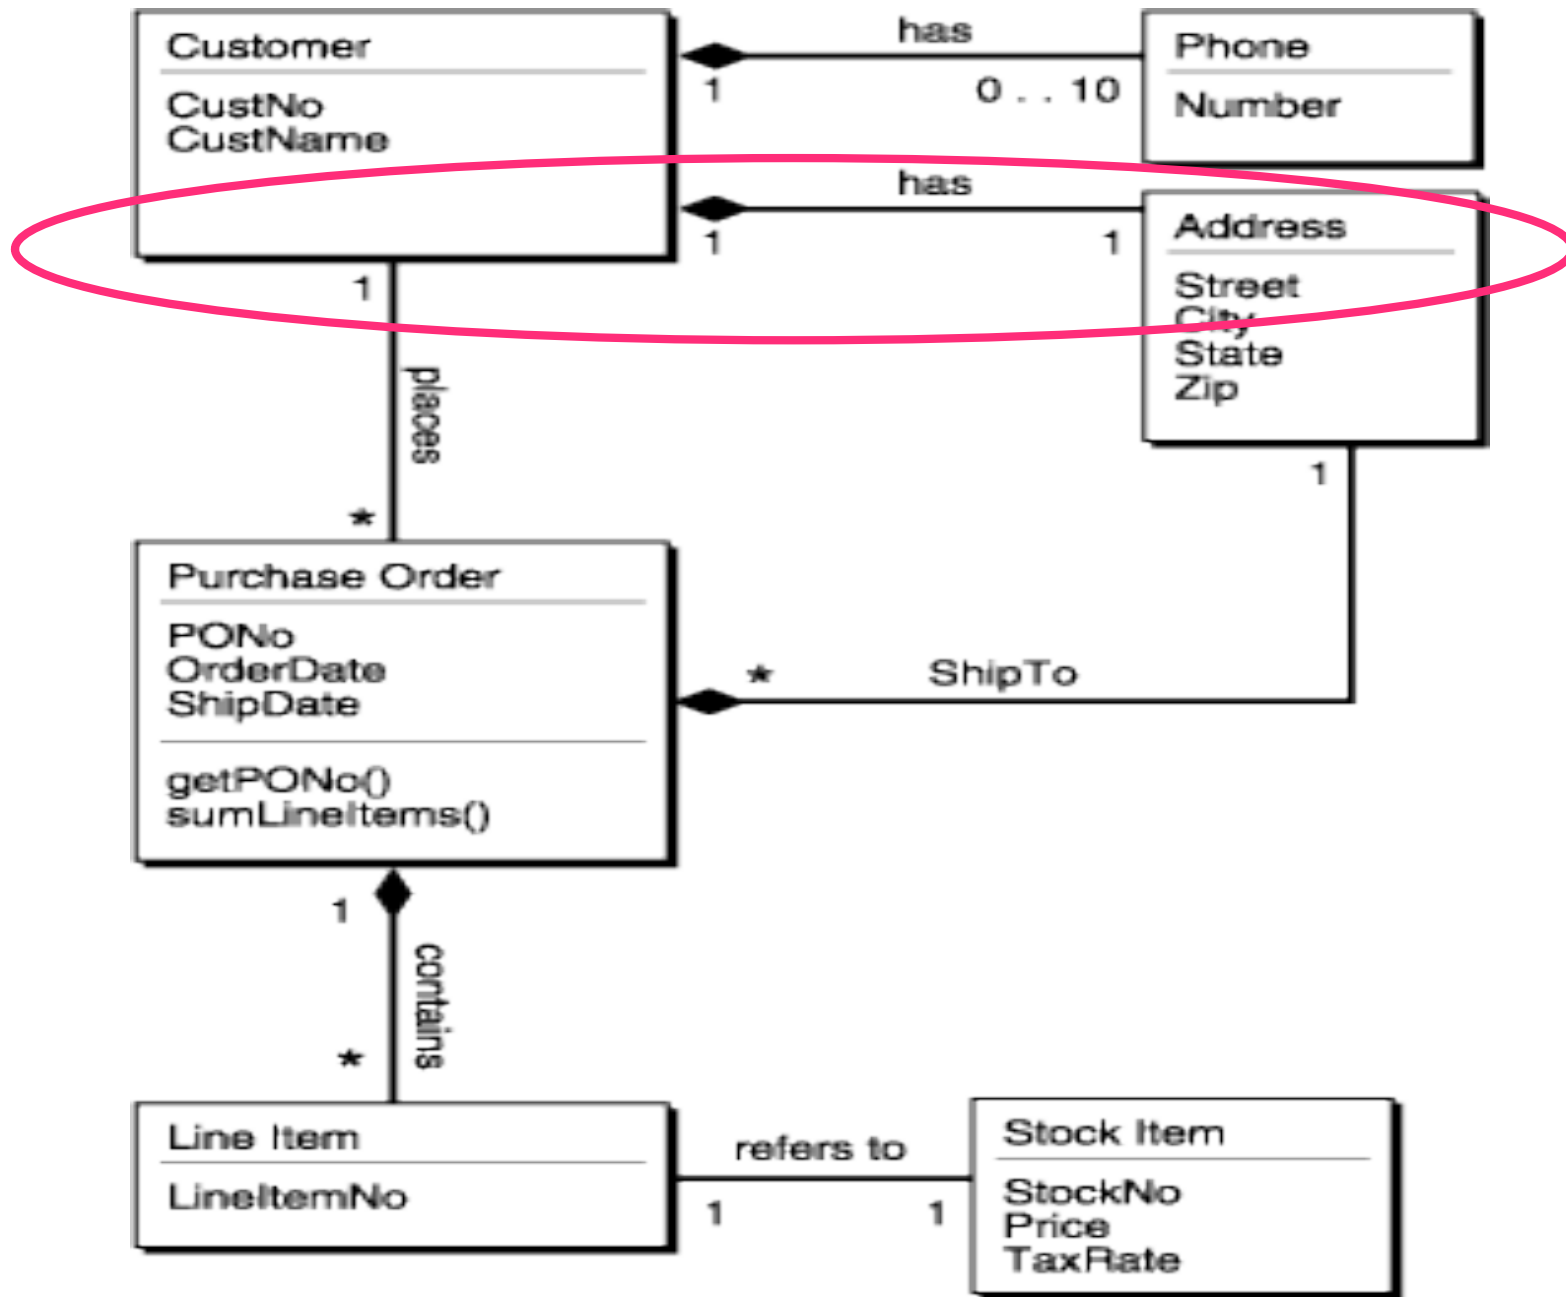 Customer
CustNo
CustName
has
1
0 . . 10
Phone
Number
has
1
1
Address
Street
City
State
Zip
1
places
*
1
Purchase Order
PONo
OrderDate
ShipDate
getPONo()
sumLineItems()
*
ShipTo
1
contains
*
Line Item
LineItemNo
refers to
1
1
Stock Item
StockNo
Price
TaxRate